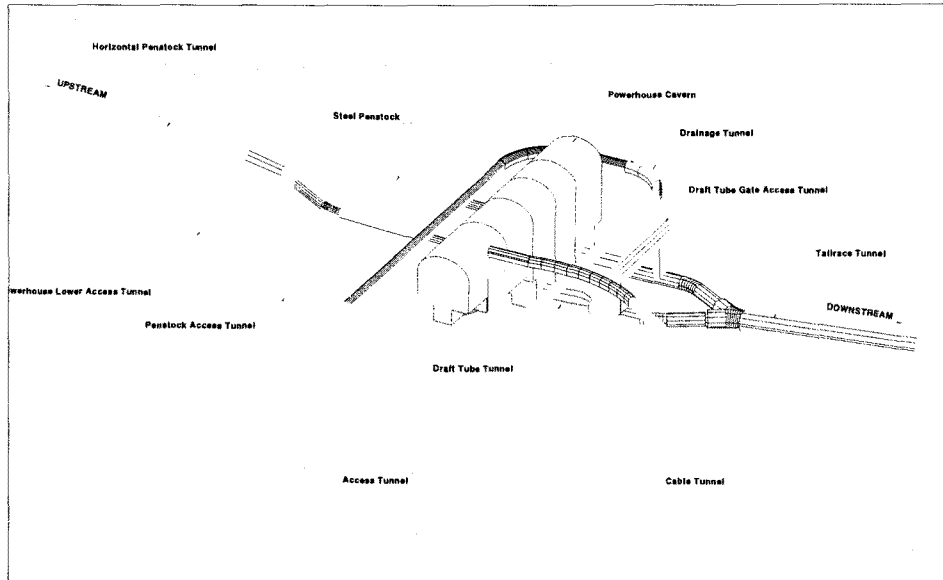 Horizontal Penstock Tunnel
UPSTREAM
Powerhouse Cavern
Steel Penstock
Drainage Tunnel
Draft Tube Gate Access Tunnel
Tailrace Tunnel
werhouse Lower Access Tunnel
DOWNSTREAM
Penstock Access Tunnel
Draft Tube Tunnel
Access Tunnel
Cable Tunnel